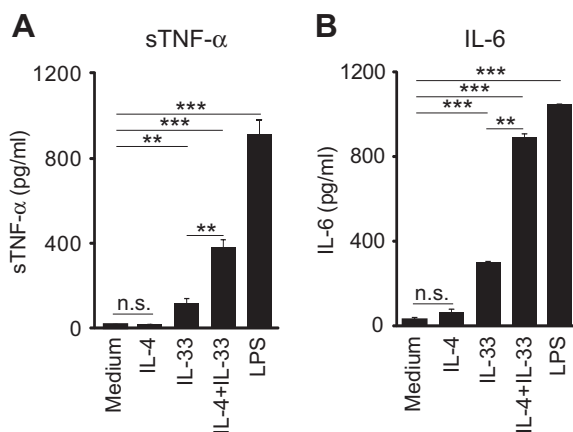 A
sTNF-α
sTNF-α (pg/ml)
1200
800
400
0
***
***
**
**
n.s.
Medium
IL-4
IL-33
IL-4+IL-33
LPS
B
IL-6
IL-6 (pg/ml)
1200
800
400
0
***
***
***
**
n.s.
Medium
IL-4
IL-33
IL-4+IL-33
LPS